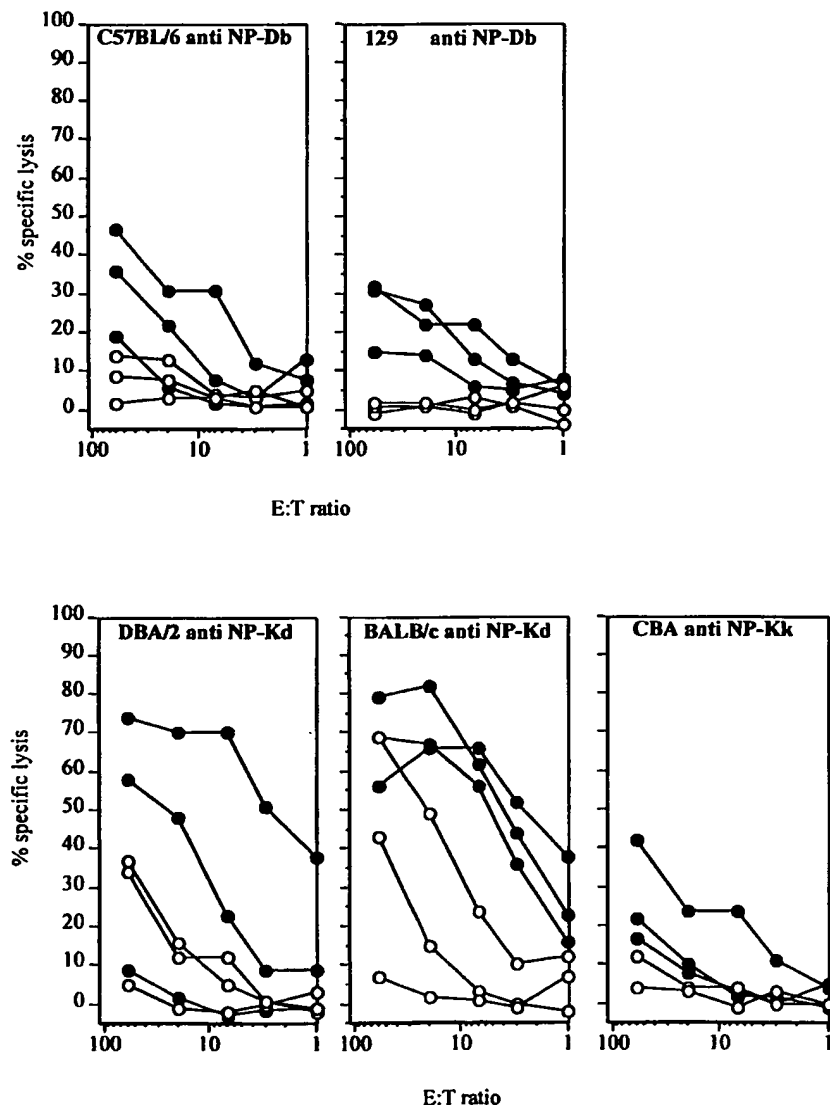 C57BL/6 anti NP-Db
129 anti NP-Db
% specific lysis
100
90
80
70
60
50
40
30
20
10
0
100 10 1
100 10 1
E:T ratio
DBA/2 anti NP-Kd
BALB/c anti NP-Kd
CBA anti NP-Kk
% specific lysis
100
90
80
70
60
50
40
30
20
10
0
100 10 1
100 10 1
100 10 1
E:T ratio